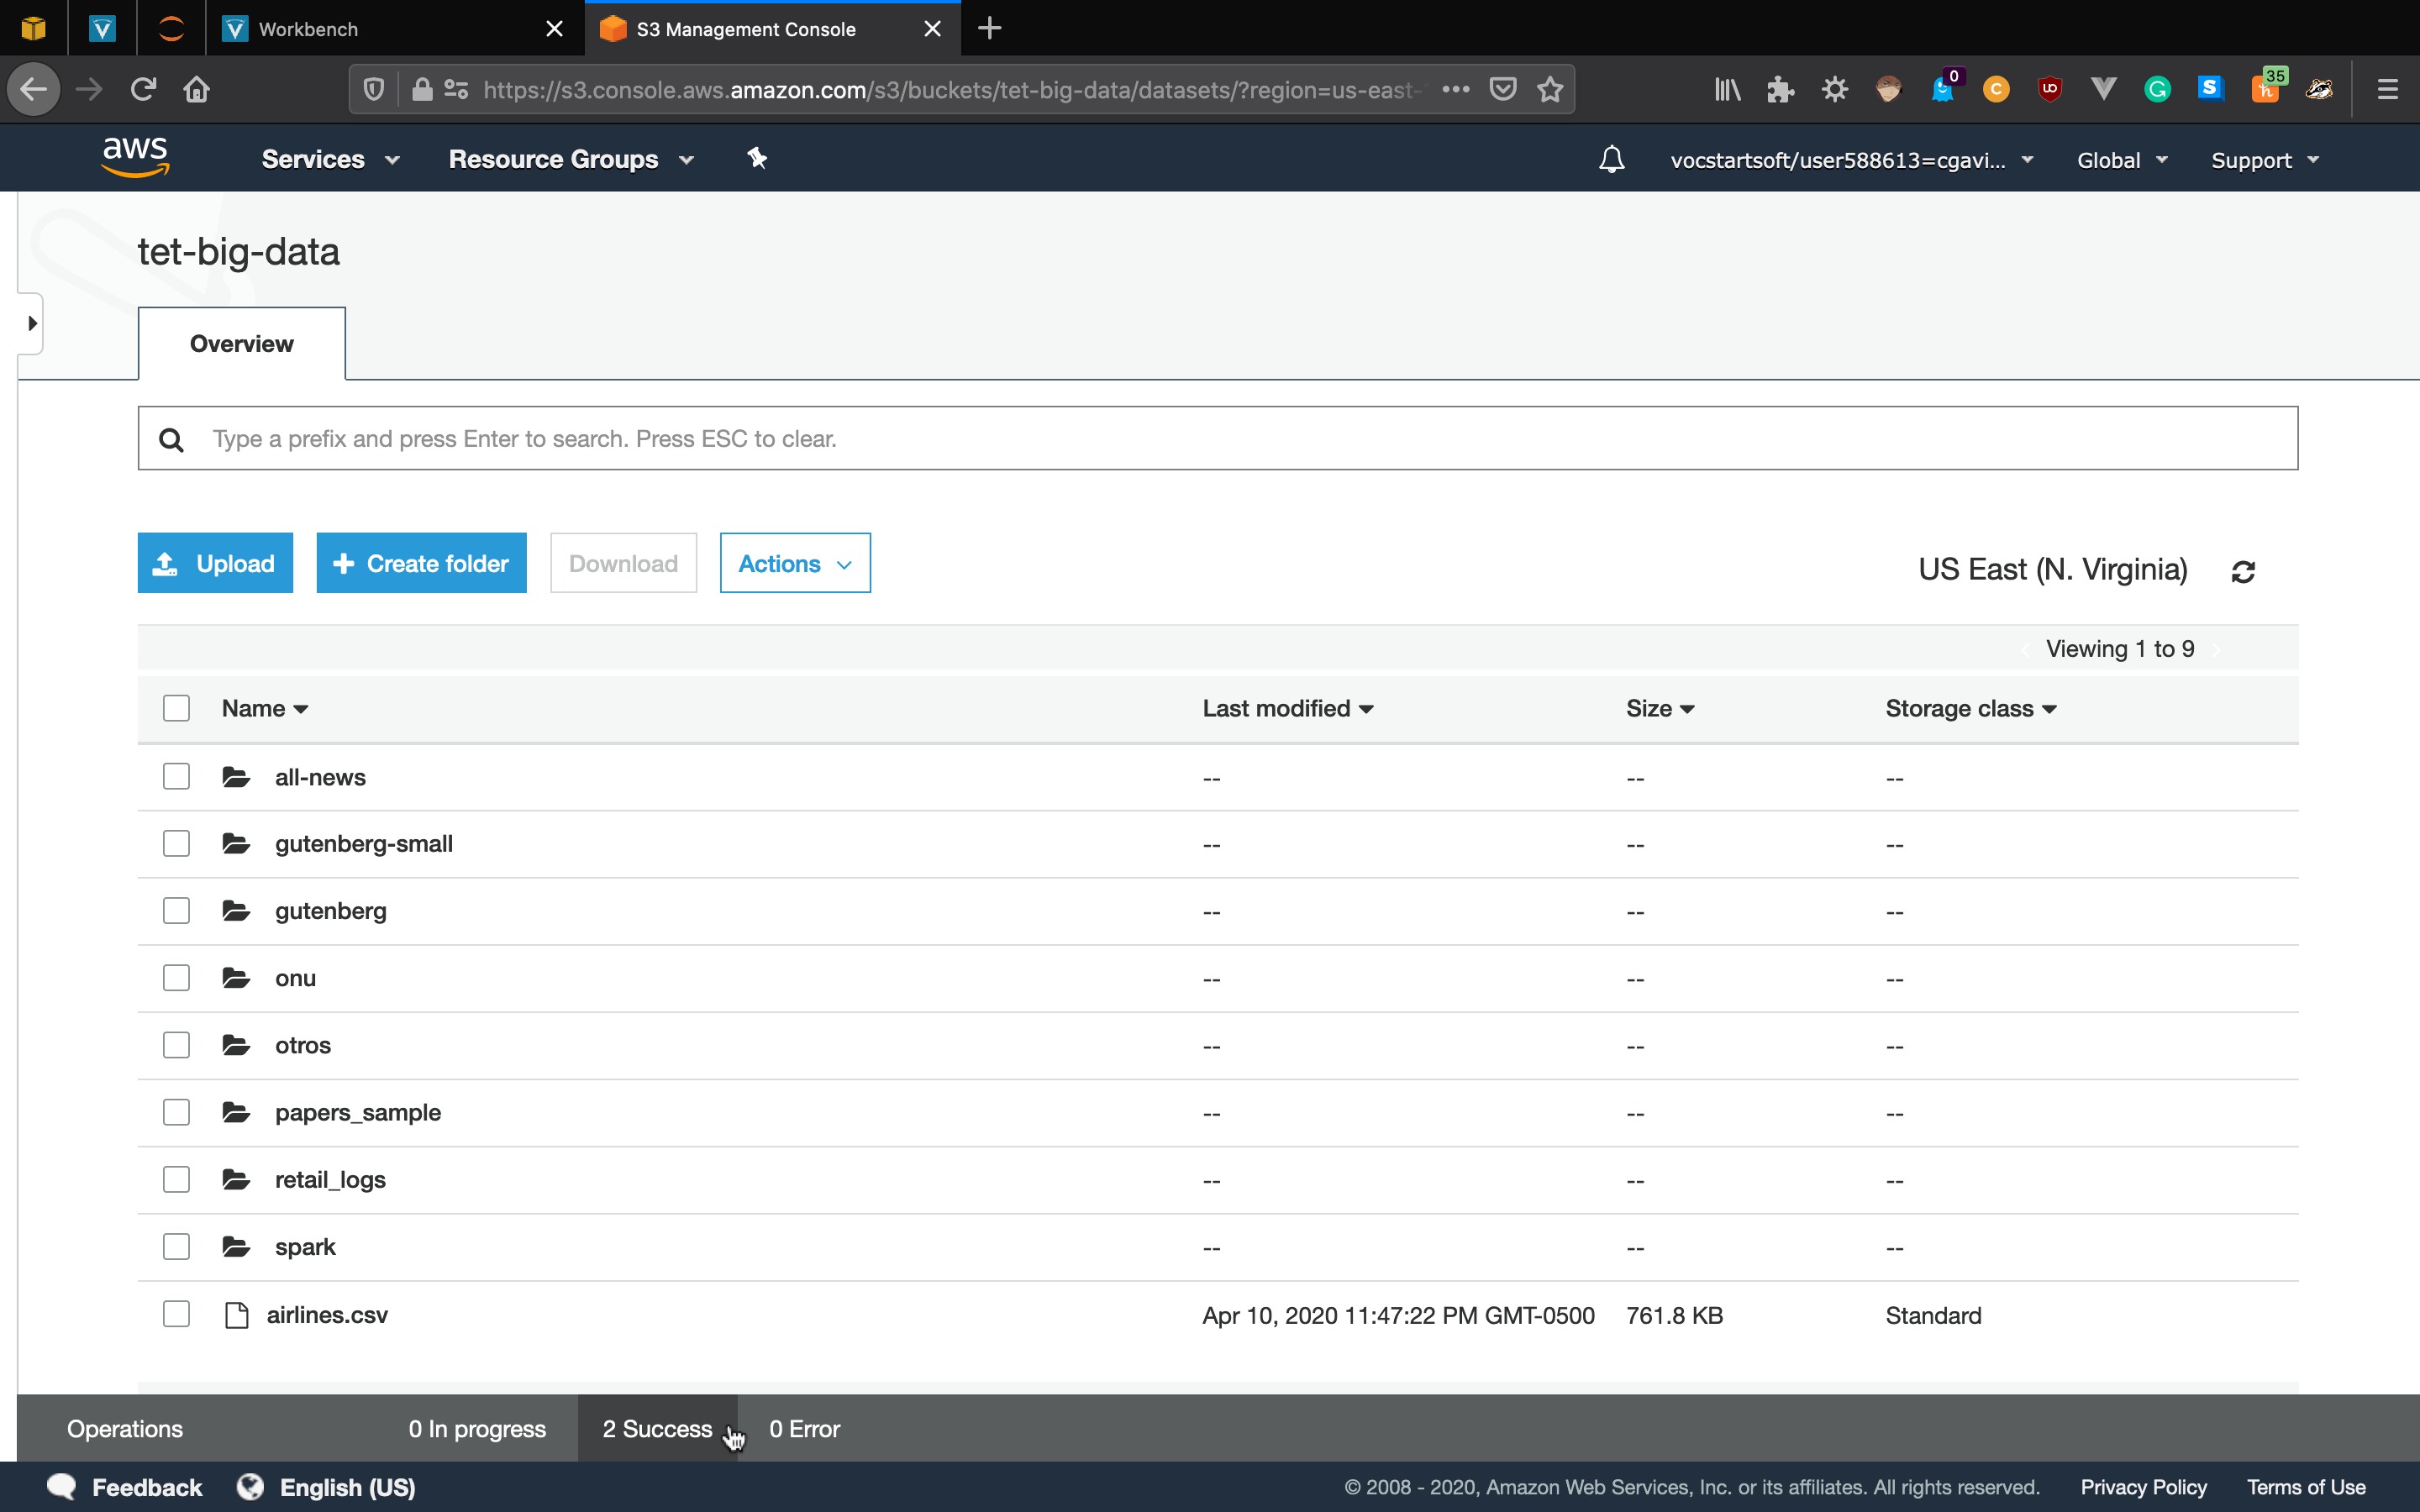 Workbench
S3 Management Console
https://s3.console.aws.amazon.com/s3/buckets/tet-big-data/datasets/?region=us-east-
0
35
aws
Services
Resource Groups
vocstartsoft/user588613=cgavi...
Global
Support
tet-big-data
Overview
Type a prefix and press Enter to search. Press ESC to clear.
Upload
Create folder
Download
Actions
US East (N. Virginia)
Viewing 1 to 9
Name Last modified Size Storage class
all-news -- -- --
gutenberg-small -- -- --
gutenberg -- -- --
onu -- -- --
otros -- -- --
papers_sample -- -- --
retail_logs -- -- --
spark -- -- --
airlines.csv Apr 10, 2020 11:47:22 PM GMT-0500 761.8 KB Standard
Operations 0 In progress 2 Success 0 Error
Feedback English (US) © 2008 - 2020, Amazon Web Services, Inc. or its affiliates. All rights reserved. Privacy Policy Terms of Use